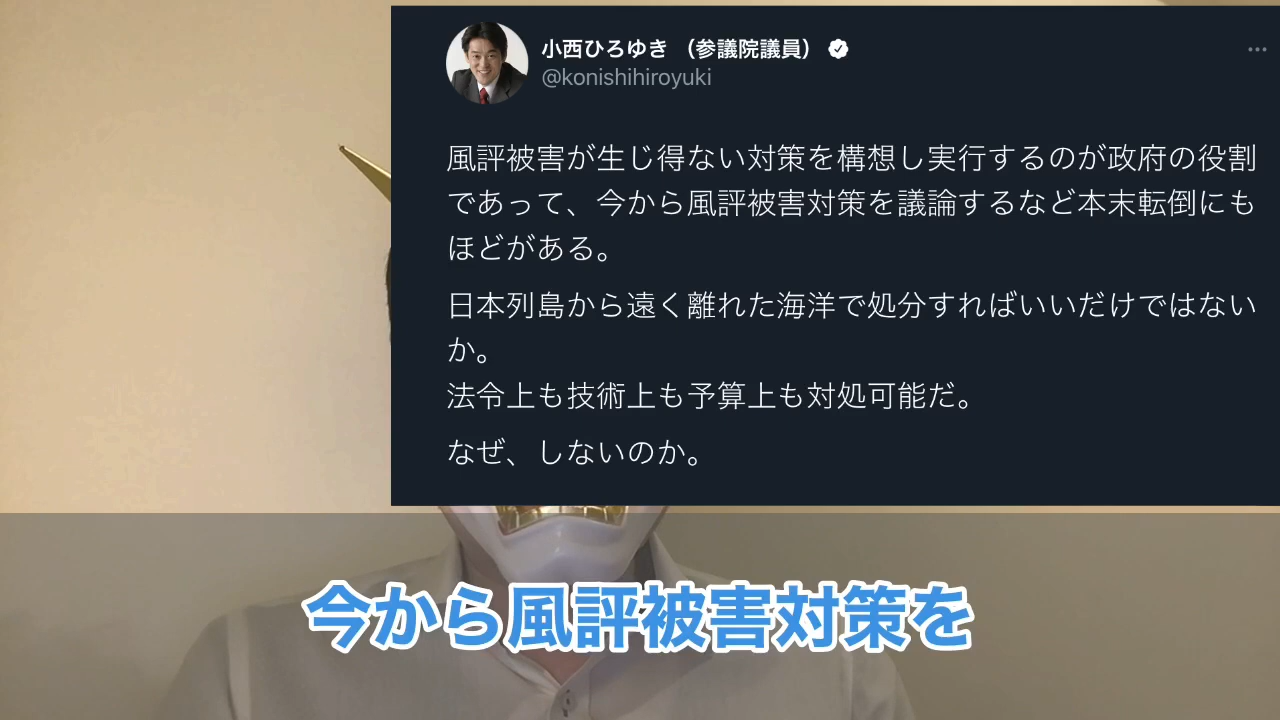 小西ひろゆき （参議院議員）
@konishihiroyuki
風評被害が生じ得ない対策を構想し実行するのが政府の役割
であって、今から風評被害対策を議論するなど本末転倒にも
ほどがある。
日本列島から遠く離れた海洋で処分すればいいだけではない
か。
法令上も技術上も予算上も対処可能だ。
なぜ、しないのか。
今から風評被害対策を